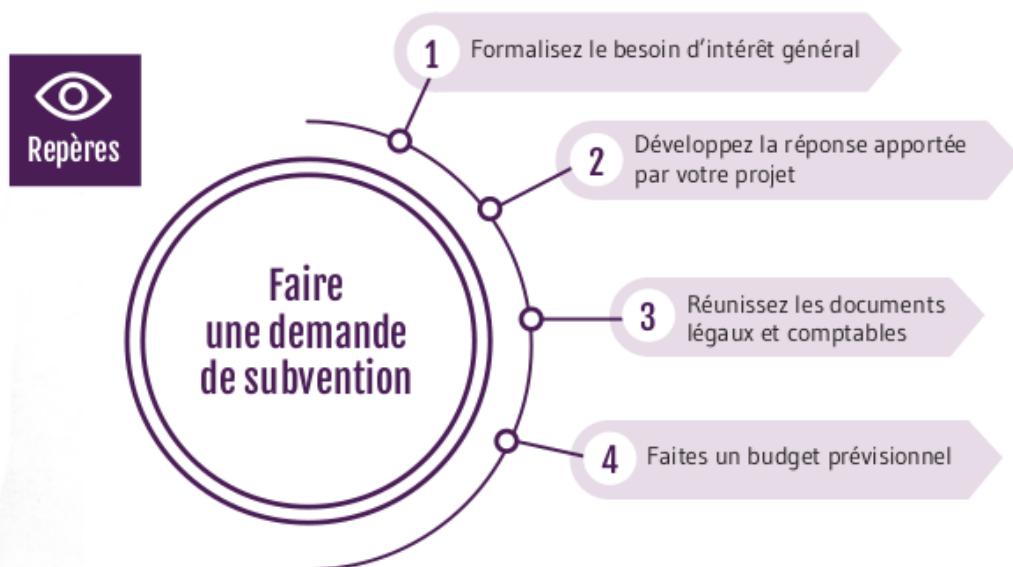 Repères
Faire
une demande
de subvention
1
Formalisez le besoin d'intérêt général
2
Développez la réponse apportée
par votre projet
3
Réunissez les documents
légaux et comptables
4
Faites un budget prévisionnel